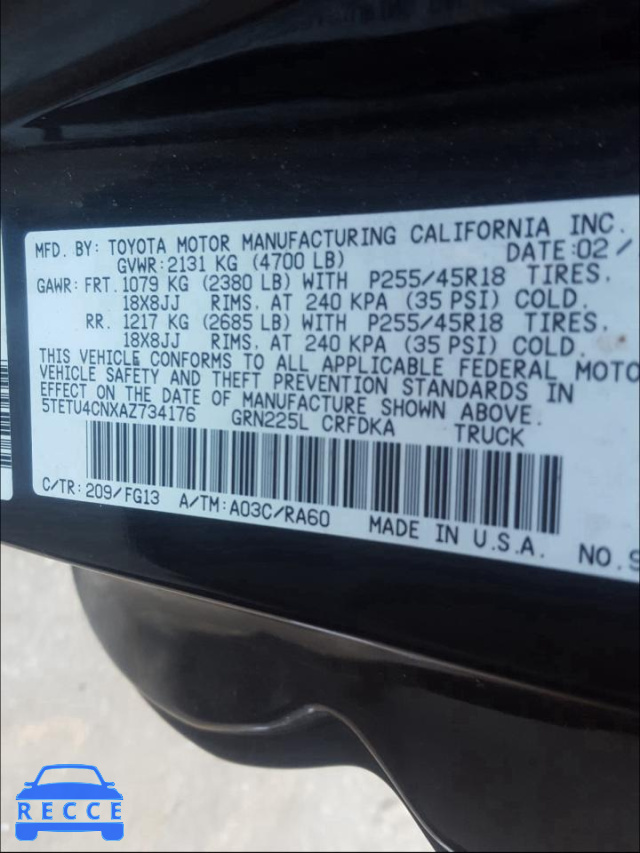 MFD. BY: TOYOTA MOTOR MANUFACTURING CALIFORNIA INC.
GVWR: 2131 KG (4700 LB) DATE: 02/
GAWR: FRT. 1079 KG (2380 LB) WITH P255/45R18 TIRES.
18X8JJ RIMS. AT 240 KPA (35 PSI) COLD.
RR. 1217 KG (2685 LB) WITH P255/45R18 TIRES.
18X8JJ RIMS. AT 240 KPA (35 PSI) COLD.
THIS VEHICLE CONFORMS TO ALL APPLICABLE FEDERAL MOTO
VEHICLE SAFETY AND THEFT PREVENTION STANDARDS IN
EFFECT ON THE DATE OF MANUFACTURE SHOWN ABOVE.
5TETU4CNXAZ734176 GRN225L CRFDKA TRUCK
C/TR: 209/FG13 A/TM: A03C/RA60 MADE IN U.S.A. NO. 9
RECCE